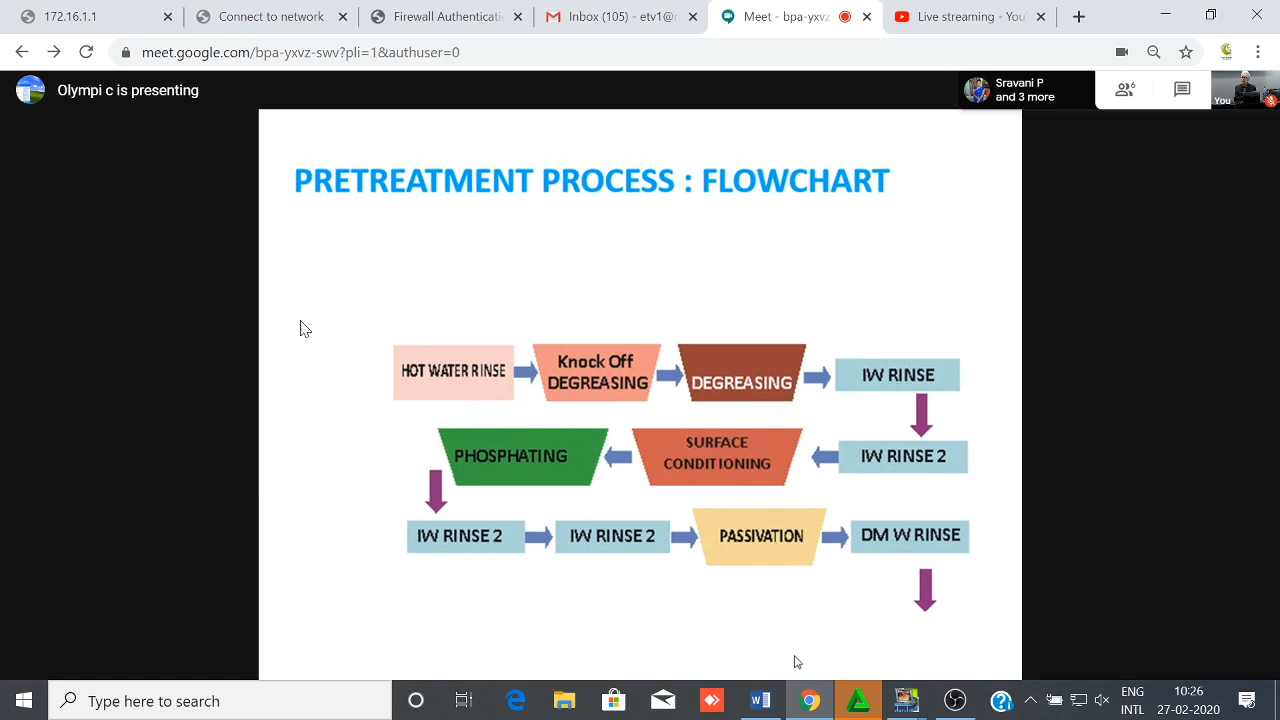 172.16.1.1
Connect to network
Firewall Authenticati
Inbox (105) - etv1@n
Meet - bpa-yxvz
Live streaming - You
meet.google.com/bpa-yxvz-swv?pli=1&authuser=0
Olympi c is presenting
Sravani P
and 3 more
6
You
PRETREATMENT PROCESS : FLOWCHART
HOT WATER RINSE
Knock Off
DEGREASING
DEGREASING
IW RINSE
PHOSPHATING
SURFACE
CONDITIONING
IW RINSE 2
IW RINSE 2
IW RINSE 2
PASSIVATION
DM W RINSE
Type here to search
ENG
INTL
10:26
27-02-2020